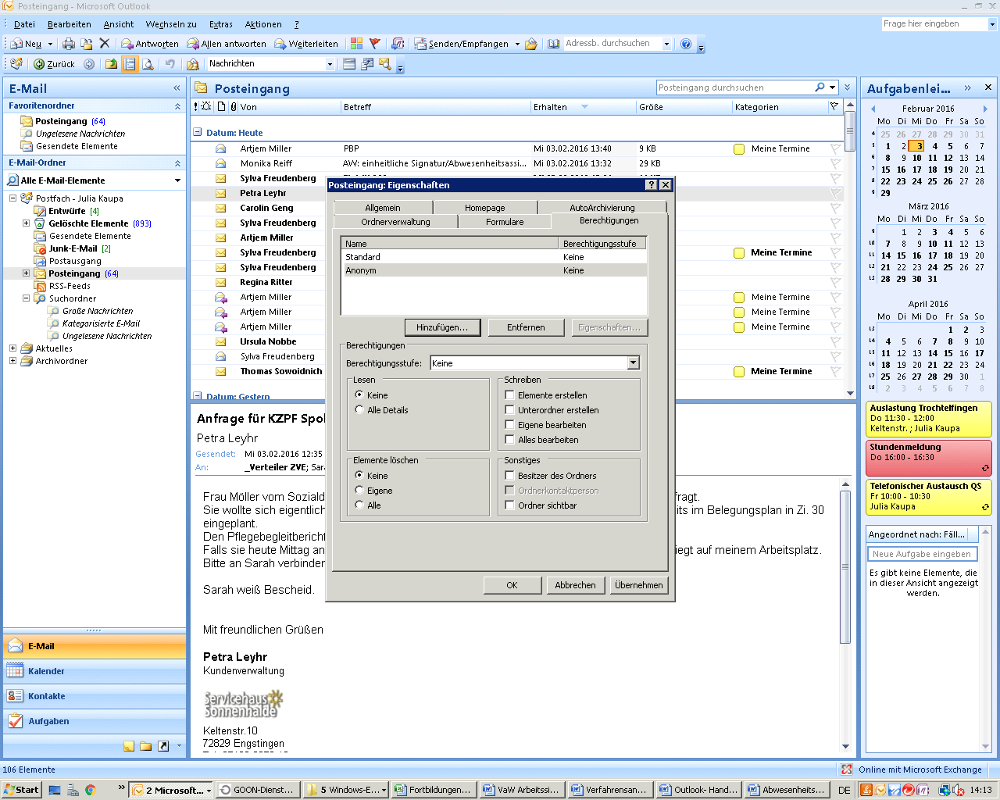 Posteingang - Microsoft Outlook
Datei Bearbeiten Ansicht Wechseln zu Extras Aktionen ?
Frage hier eingeben
Neu Antworten Allen antworten Weiterleiten Senden/Empfangen Adressb. durchsuchen
Zurück Nachrichten
E-Mail
Favoritenordner
Posteingang (64)
Ungelesene Nachrichten
Gesendete Elemente
E-Mail-Ordner
Alle E-Mail-Elemente
Postfach - Julia Kaupa
Entwürfe [4]
Gelöschte Elemente (893)
Gesendete Elemente
Junk-E-Mail [2]
Postausgang
Posteingang (64)
RSS-Feeds
Suchordner
Große Nachrichten
Kategorisierte E-Mail
Ungelesene Nachrichten
Aktuelles
Archivordner
E-Mail
Kalender
Kontakte
Aufgaben
Posteingang
Posteingang durchsuchen
Von Betreff Erhalten Größe Kategorien
Datum: Heute
Artjem Miller PBP Mi 03.02.2016 13:40 9 KB Meine Termine
Monika Reiff AW: einheitliche Signatur/Abwesenheitsassi... Mi 03.02.2016 13:32 29 KB
Sylva Freudenberg
Petra Leyhr
Carolin Geng
Sylva Freudenberg
Artjem Miller
Sylva Freudenberg Meine Termine
Sylva Freudenberg
Regina Ritter
Artjem Miller Meine Termine
Artjem Miller Meine Termine
Artjem Miller Meine Termine
Ursula Nobbe
Sylva Freudenberg
Thomas Sowoidnich Meine Termine
Datum: Gestern
Posteingang: Eigenschaften
Allgemein Homepage AutoArchivierung
Ordnerverwaltung Formulare Berechtigungen
Name Berechtigungsstufe
Standard Keine
Anonym Keine
Hinzufügen... Entfernen Eigenschaften...
Berechtigungen
Berechtigungsstufe: Keine
Lesen
Keine
Alle Details
Schreiben
Elemente erstellen
Unterordner erstellen
Eigene bearbeiten
Alles bearbeiten
Elemente löschen
Keine
Eigene
Alle
Sonstiges
Besitzer des Ordners
Ordnerkontaktperson
Ordner sichtbar
OK Abbrechen Übernehmen
Anfrage für KZPF Spol
Petra Leyhr
Gesendet: Mi 03.02.2016 12:35
An: _Verteiler ZVE; Sar
Frau Möller vom Soziald fragt.
Sie wollte sich eigentlich its im Belegungsplan in Zi. 30
eingeplant.
Den Pflegebegleitbericht
Falls sie heute Mittag an iegt auf meinem Arbeitsplatz.
Bitte an Sarah verbinden
Sarah weiß Bescheid.
Mit freundlichen Grüßen
Petra Leyhr
Kundenverwaltung
Servicehaus
Sonnenhalde
Keltenstr.10
72829 Engstingen
Aufgabenlei...
Februar 2016
Mo Di Mi Do Fr Sa So
4 25 26 27 28 29 30 31
5 1 2 3 4 5 6 7
6 8 9 10 11 12 13 14
7 15 16 17 18 19 20 21
8 22 23 24 25 26 27 28
9 29
März 2016
Mo Di Mi Do Fr Sa So
9 1 2 3 4 5 6
10 7 8 9 10 11 12 13
11 14 15 16 17 18 19 20
12 21 22 23 24 25 26 27
13 28 29 30 31
April 2016
Mo Di Mi Do Fr Sa So
13 1 2 3
14 4 5 6 7 8 9 10
15 11 12 13 14 15 16 17
16 18 19 20 21 22 23 24
17 25 26 27 28 29 30 1
18 2 3 4 5 6 7 8
Auslastung Trochtelfingen
Do 11:30 - 12:00
Keltenstr. ; Julia Kaupa
Stundenmeldung
Do 16:00 - 16:30
Telefonischer Austausch QS
Fr 10:00 - 10:30
Julia Kaupa
Angeordnet nach: Fäll...
Neue Aufgabe eingeben
Es gibt keine Elemente, die
in dieser Ansicht angezeigt
werden.
106 Elemente
Online mit Microsoft Exchange
Start 2 Microsoft... GOON-Dienst... 5 Windows-E... Fortbildungen... VaW Arbeitssi... Verfahrensan... Outlook- Hand... Abwesenheits... DE 14:13